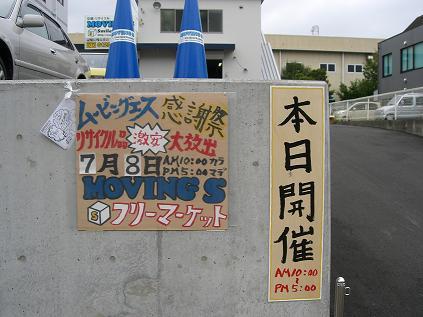 MOVING S
ムービングエス 感謝祭
リサイクル品 激安 大放出
7月8日 AM10:00カラ
PM5:00マデ
MOVING S
S フリーマーケット
本日開催
AM10:00
~
PM5:00